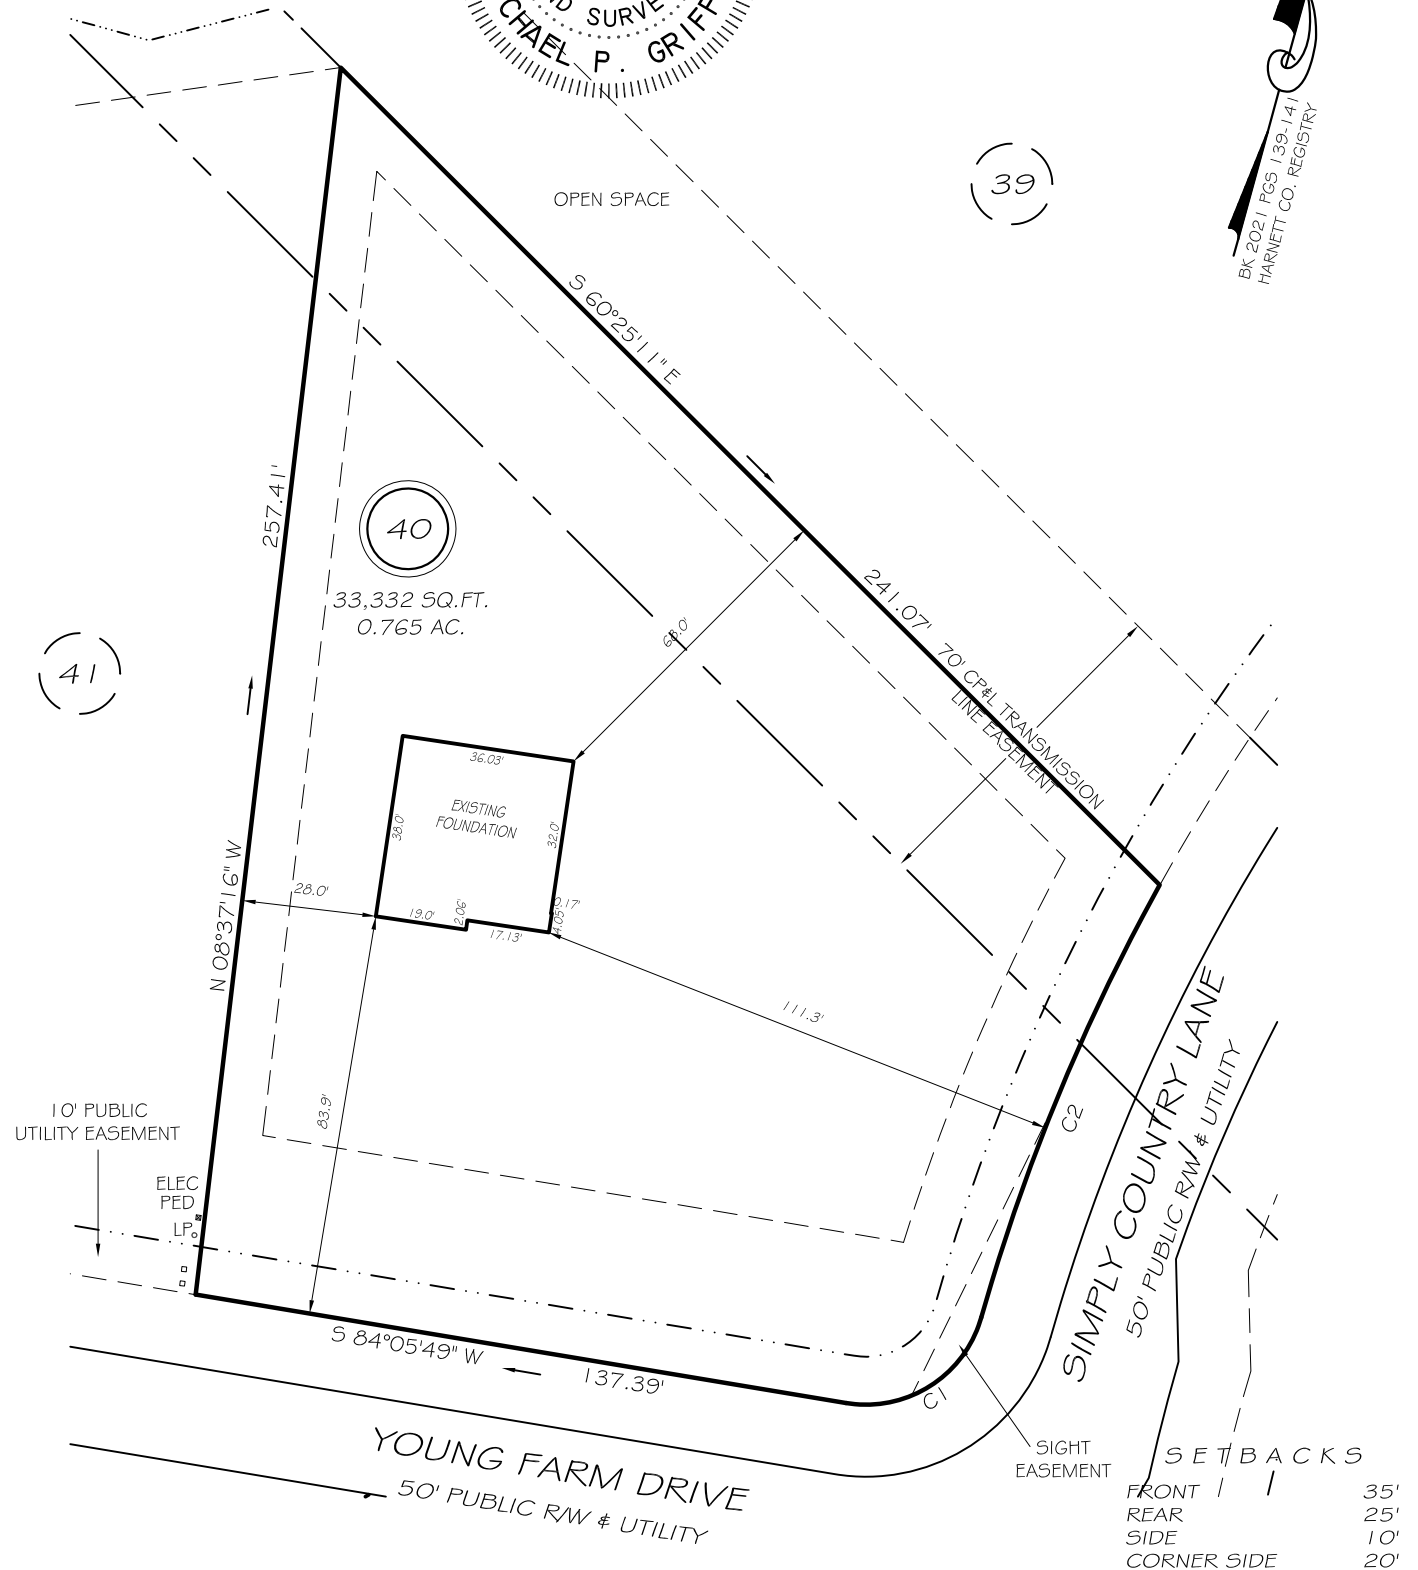 SURVE
CHAEL P. GRIFF
BK 2021 PGS 139-141
HARNETT CO. REGISTRY
39
OPEN SPACE
S 60°25'11" E
257.41'
40
33,332 SQ.FT.
0.765 AC.
241.07'
68.0'
70' CP&L TRANSMISSION
LINE EASEMENT
41
36.03'
EXISTING
FOUNDATION
38.0'
32.0'
N 08°37'16" W
28.0'
19.0'
2.06'
17.13'
0.17'
4.05'
111.3'
83.9'
C2
SIMPLY COUNTRY LANE
50' PUBLIC R/W & UTILITY
10' PUBLIC
UTILITY EASEMENT
ELEC
PED
LP
S 84°05'49" W
137.39'
C1
YOUNG FARM DRIVE
50' PUBLIC R/W & UTILITY
SIGHT
EASEMENT
SETBACKS
FRONT 35'
REAR 25'
SIDE 10'
CORNER SIDE 20'